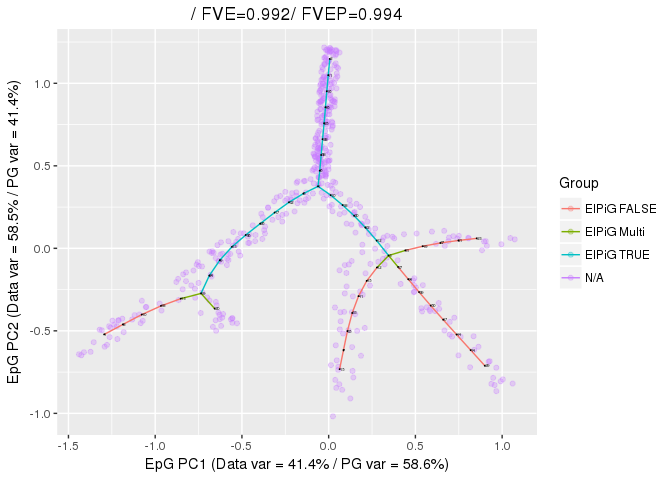 / FVE=0.992/ FVEP=0.994
EpG PC2 (Data var = 58.5% / PG var = 41.4%)
1.0
0.5
0.0
-0.5
-1.0
-1.5
-1.0
-0.5
0.0
0.5
1.0
EpG PC1 (Data var = 41.4% / PG var = 58.6%)
Group
ElPiG FALSE
ElPiG Multi
ElPiG TRUE
N/A